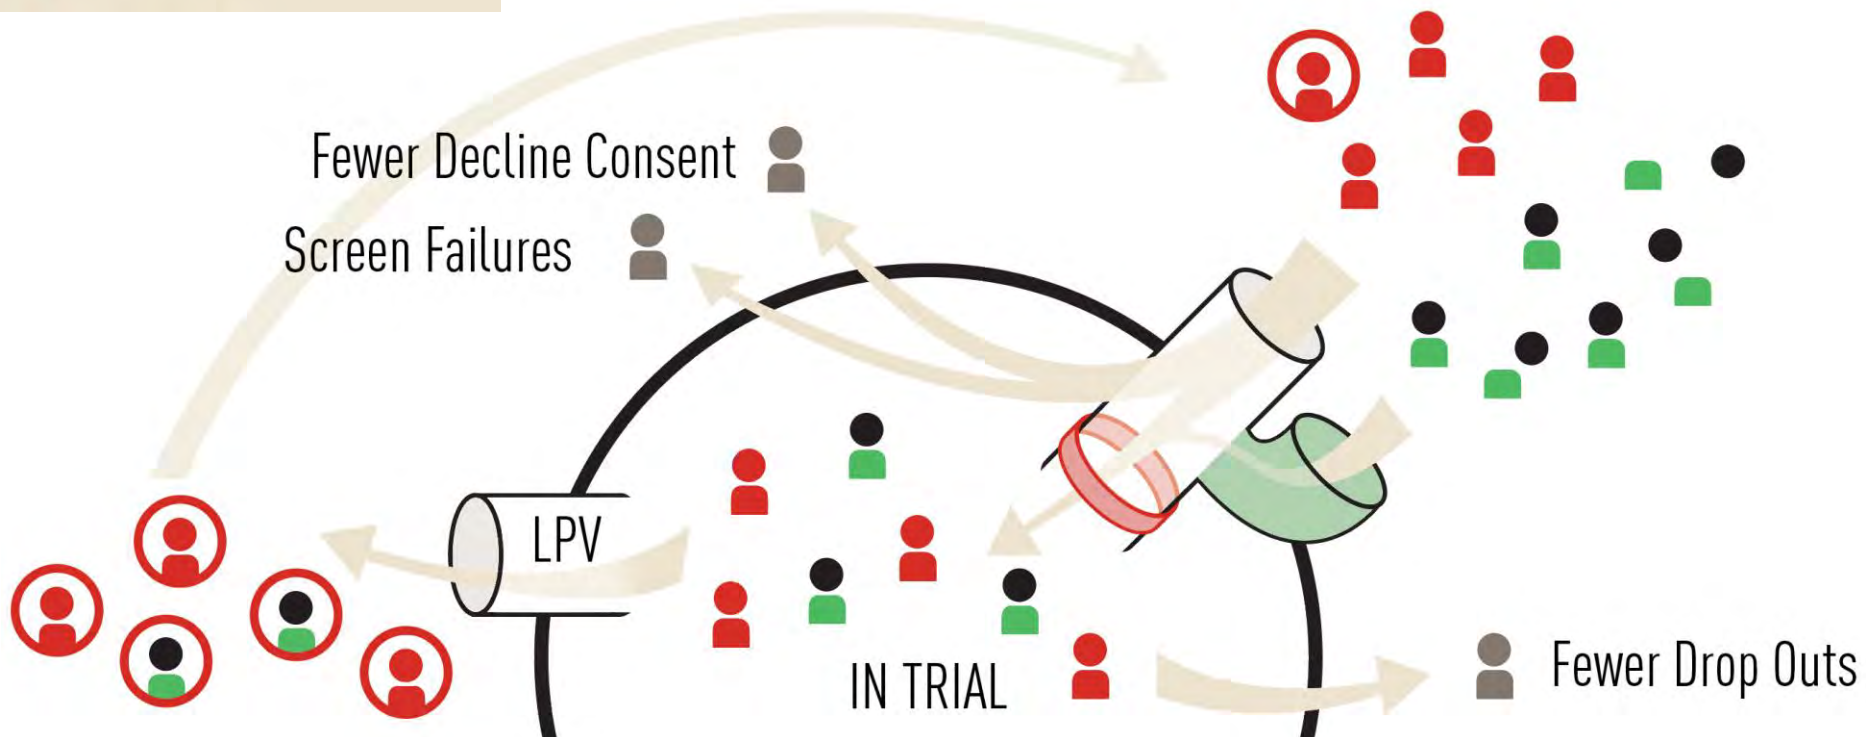 Fewer Decline Consent
Screen Failures
LPV
IN TRIAL
Fewer Drop Outs